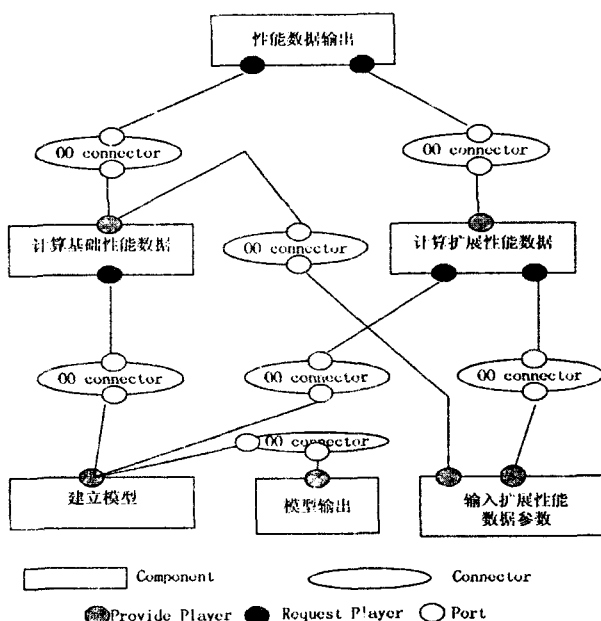 性能数据输出
OO connector
OO connector
计算基础性能数据
OO connector
计算扩展性能数据
OO connector
OO connector
OO connector
OO connector
建立模型
模型输出
输入扩展性能
数据参数
Component
Connector
Provide Player
Request Player
Port